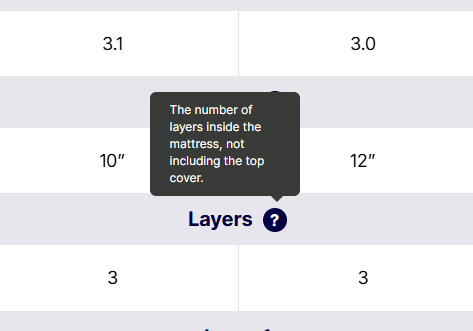 3.1 3.0
The number of
layers inside the
mattress, not
including the top
cover.
10” 12”
Layers ?
3 3